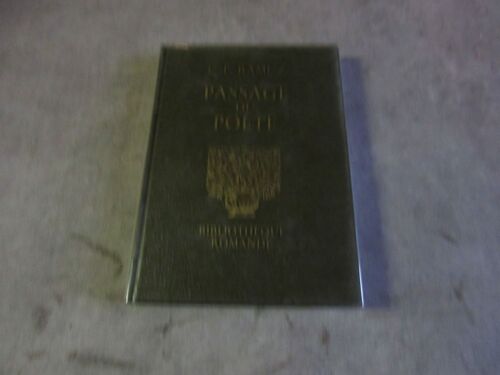 C. F. RAMUZ
PASSAGE
DU
POETE
BIBLIOTHEQUE
ROMANDE